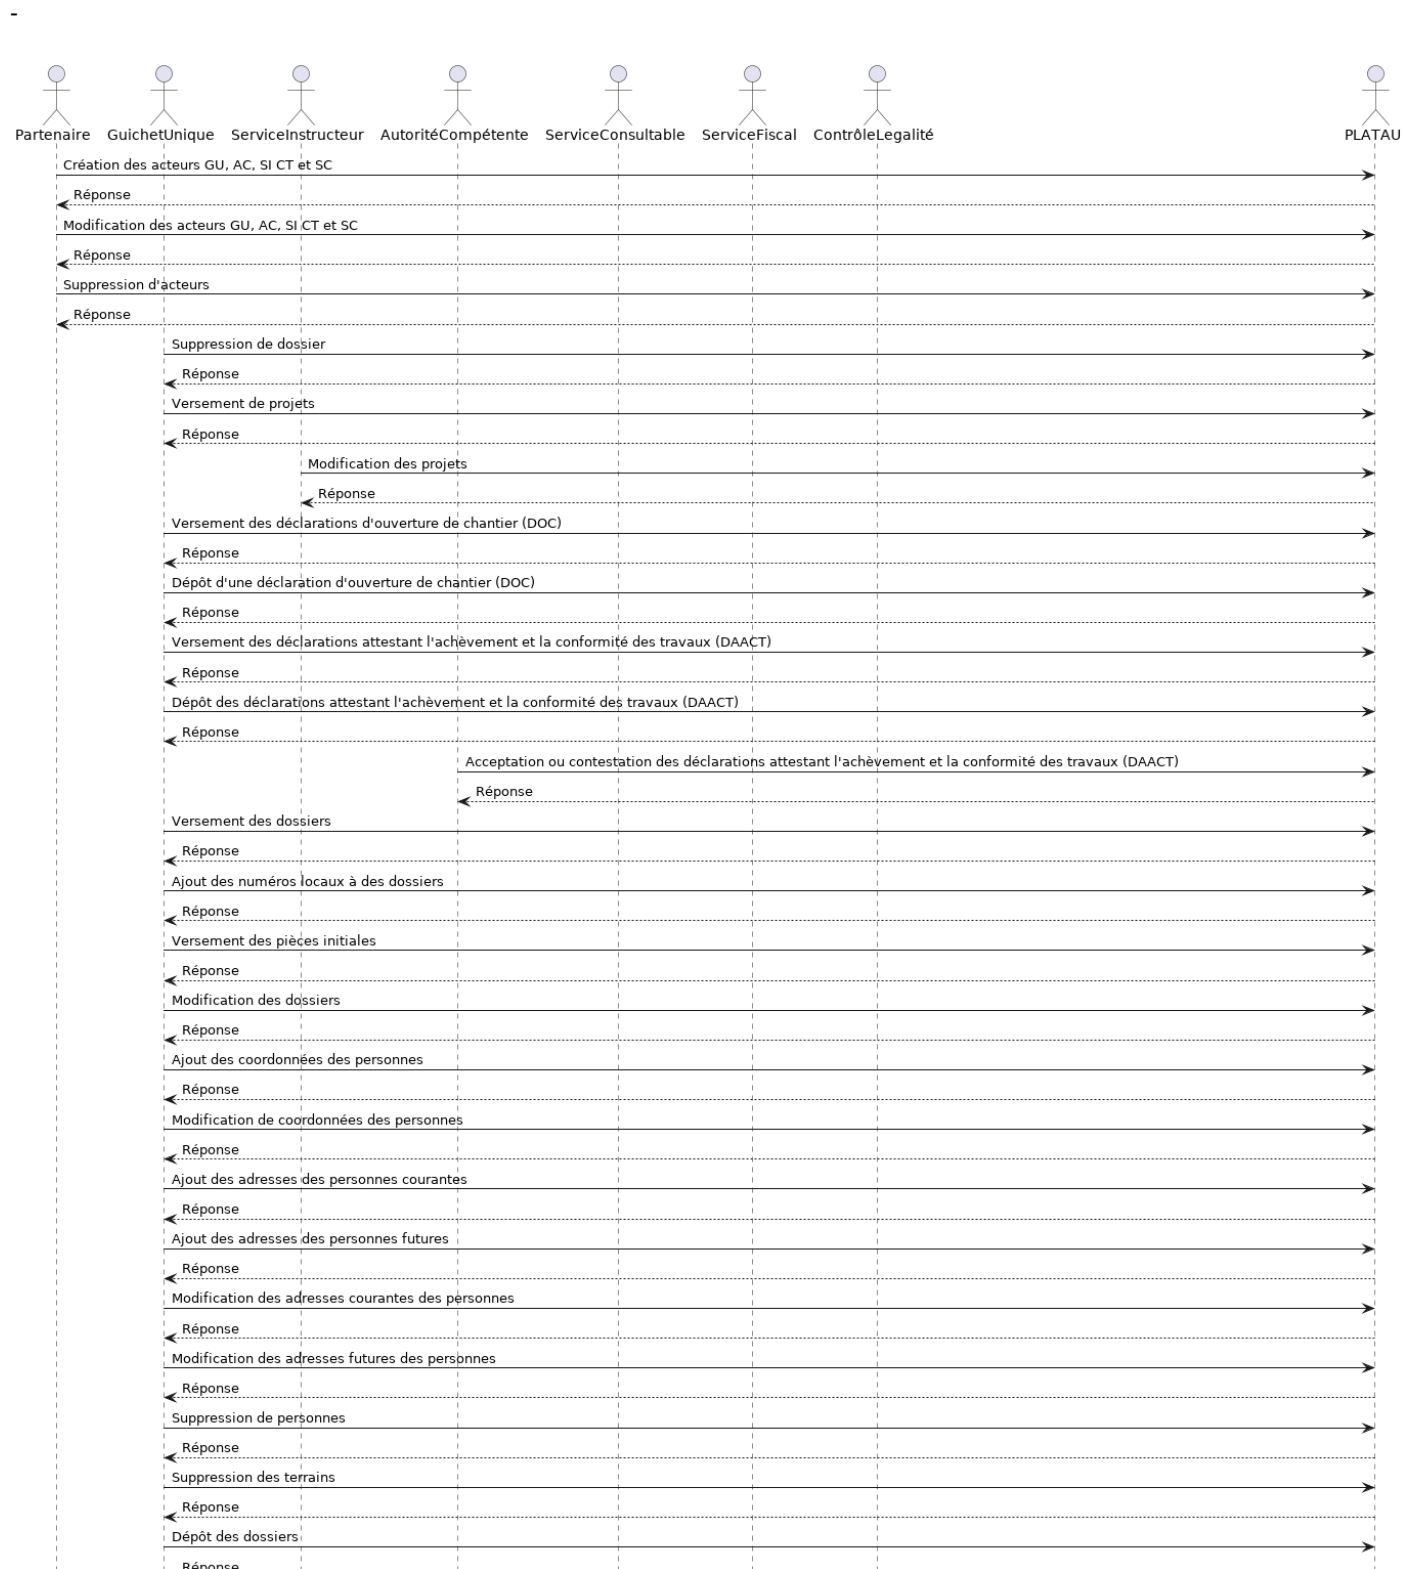 -
Partenaire GuichetUnique ServiceInstructeur AutoritéCompétente ServiceConsultable ServiceFiscal ContrôleLegalité PLATAU
Création des acteurs GU, AC, SI CT et SC
Réponse
Modification des acteurs GU, AC, SI CT et SC
Réponse
Suppression d'acteurs
Réponse
Suppression de dossier
Réponse
Versement de projets
Réponse
Modification des projets
Réponse
Versement des déclarations d'ouverture de chantier (DOC)
Réponse
Dépôt d'une déclaration d'ouverture de chantier (DOC)
Réponse
Versement des déclarations attestant l'achèvement et la conformité des travaux (DAACT)
Réponse
Dépôt des déclarations attestant l'achèvement et la conformité des travaux (DAACT)
Réponse
Acceptation ou contestation des déclarations attestant l'achèvement et la conformité des travaux (DAACT)
Réponse
Versement des dossiers
Réponse
Ajout des numéros locaux à des dossiers
Réponse
Versement des pièces initiales
Réponse
Modification des dossiers
Réponse
Ajout des coordonnées des personnes
Réponse
Modification de coordonnées des personnes
Réponse
Ajout des adresses des personnes courantes
Réponse
Ajout des adresses des personnes futures
Réponse
Modification des adresses courantes des personnes
Réponse
Modification des adresses futures des personnes
Réponse
Suppression de personnes
Réponse
Suppression des terrains
Réponse
Dépôt des dossiers
Réponse